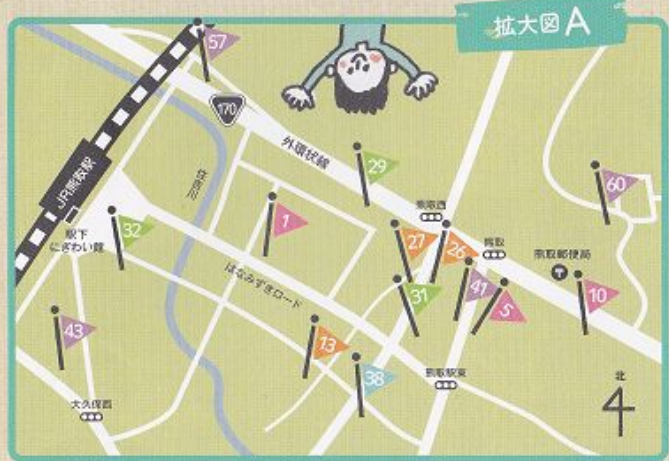 拡大図A
57
170
外環状線
29
60
JR熊取駅
住吉川
熊取西
32
1
27
26
駅下
にぎわい館
熊取
熊取郵便局
はなみずきロード
31
41
5
10
43
13
38
熊取駅東
大久保西
北